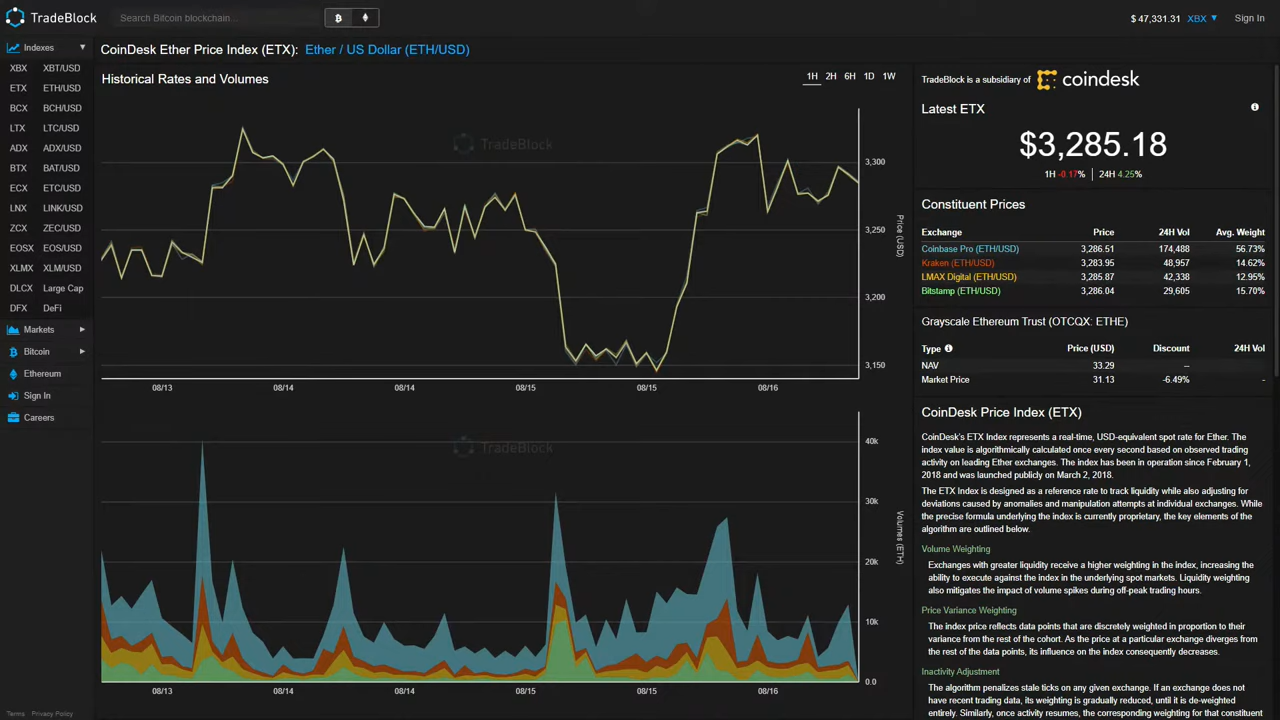 TradeBlock
Search Bitcoin blockchain...
$ 47,331.31 XBX ▼
Sign In
Indexes ▼
XBX XBT/USD
ETX ETH/USD
BCX BCH/USD
LTX LTC/USD
ADX ADX/USD
BTX BAT/USD
ECX ETC/USD
LNX LINK/USD
ZCX ZEC/USD
EOSX EOS/USD
XLMX XLM/USD
DLCX Large Cap
DFX DeFi
Markets
Bitcoin
Ethereum
Sign In
Careers
Terms Privacy Policy
CoinDesk Ether Price Index (ETX): Ether / US Dollar (ETH/USD)
Historical Rates and Volumes
1H 2H 6H 1D 1W
TradeBlock
3,300
3,250
3,200
3,150
Price (USD)
08/13 08/14 08/14 08/15 08/15 08/16
TradeBlock
40k
30k
20k
10k
0.0
Volumes (ETH)
08/13 08/14 08/14 08/15 08/15 08/16
TradeBlock is a subsidiary of coindesk
Latest ETX
$3,285.18
1H -0.17% 24H 4.25%
Constituent Prices
Exchange Price 24H Vol Avg. Weight
Coinbase Pro (ETH/USD) 3,286.51 174,488 56.73%
Kraken (ETH/USD) 3,283.95 48,957 14.62%
LMAX Digital (ETH/USD) 3,285.87 42,338 12.95%
Bitstamp (ETH/USD) 3,286.04 29,605 15.70%
Grayscale Ethereum Trust (OTCQX: ETHE)
Type Price (USD) Discount 24H Vol
NAV 33.29 –
Market Price 31.13 -6.49% -
CoinDesk Price Index (ETX)
CoinDesk's ETX Index represents a real-time, USD-equivalent spot rate for Ether. The
index value is algorithmically calculated once every second based on observed trading
activity on leading Ether exchanges. The index has been in operation since February 1,
2018 and was launched publicly on March 2, 2018.
The ETX Index is designed as a reference rate to track liquidity while also adjusting for
deviations caused by anomalies and manipulation attempts at individual exchanges. While
the precise formula underlying the index is currently proprietary, the key elements of the
algorithm are outlined below.
Volume Weighting
Exchanges with greater liquidity receive a higher weighting in the index, increasing the
ability to execute against the index in the underlying spot markets. Liquidity weighting
also mitigates the impact of volume spikes during off-peak trading hours.
Price Variance Weighting
The index price reflects data points that are discretely weighted in proportion to their
variance from the rest of the cohort. As the price at a particular exchange diverges from
the rest of the data points, its influence on the index consequently decreases.
Inactivity Adjustment
The algorithm penalizes stale ticks on any given exchange. If an exchange does not
have recent trading data, its weighting is gradually reduced, until it is de-weighted
entirely. Similarly, once activity resumes, the corresponding weighting for that constituent